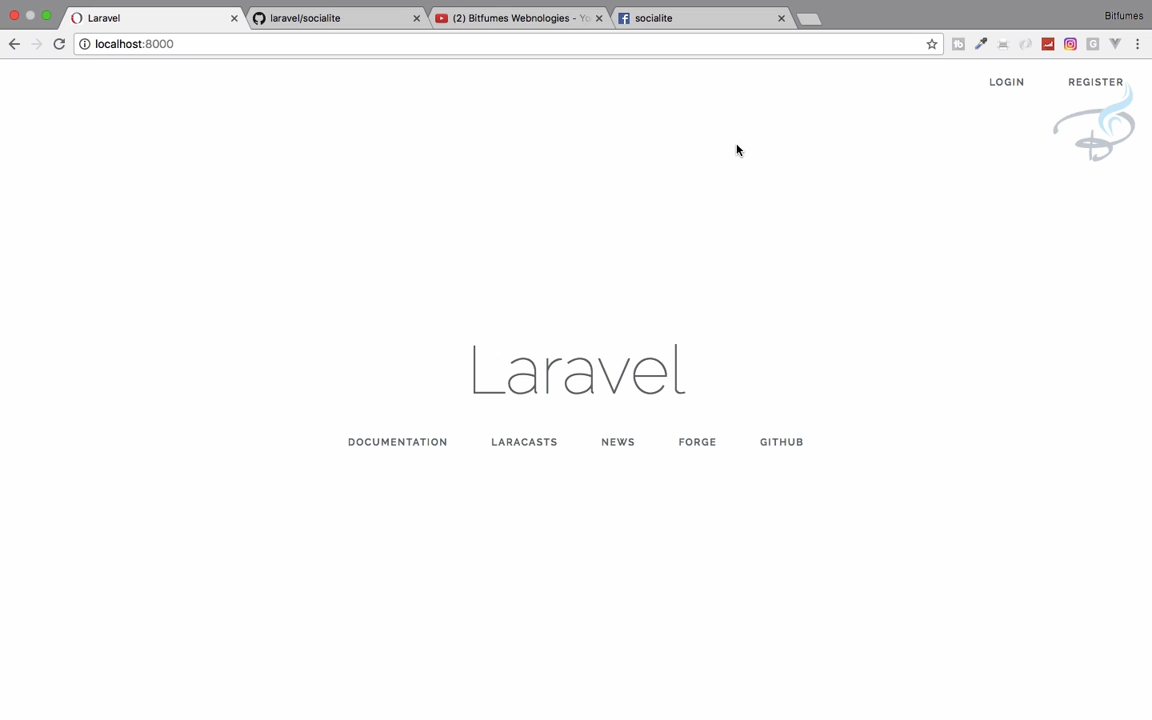 Laravel
laravel/socialite
(2) Bitfumes Webnologies - Yo
socialite
Bitfumes
localhost:8000
LOGIN
REGISTER
Laravel
DOCUMENTATION
LARACASTS
NEWS
FORGE
GITHUB